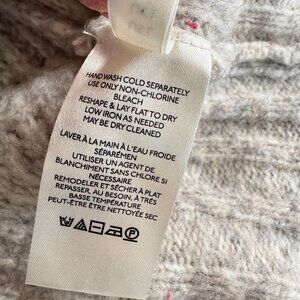 HAND WASH COLD SEPARATELY
USE ONLY NON-CHLORINE
BLEACH
RESHAPE & LAY FLAT TO DRY
LOW IRON AS NEEDED
MAY BE DRY CLEANED
LAVER À LA MAIN À L'EAU FROIDE
SÉPARÉMEN
UTILISER UN AGENT DE
BLANCHIMENT SANS CHLORE SI
NÉCESSAIRE
REMODELER ET SÉCHER À PLAT
REPASSER, AU BESOIN, À TRÈS
BASSE TEMPÉRATURE
PEUT-ÊTRE ÊTRE NETTOYÉE SEC
P